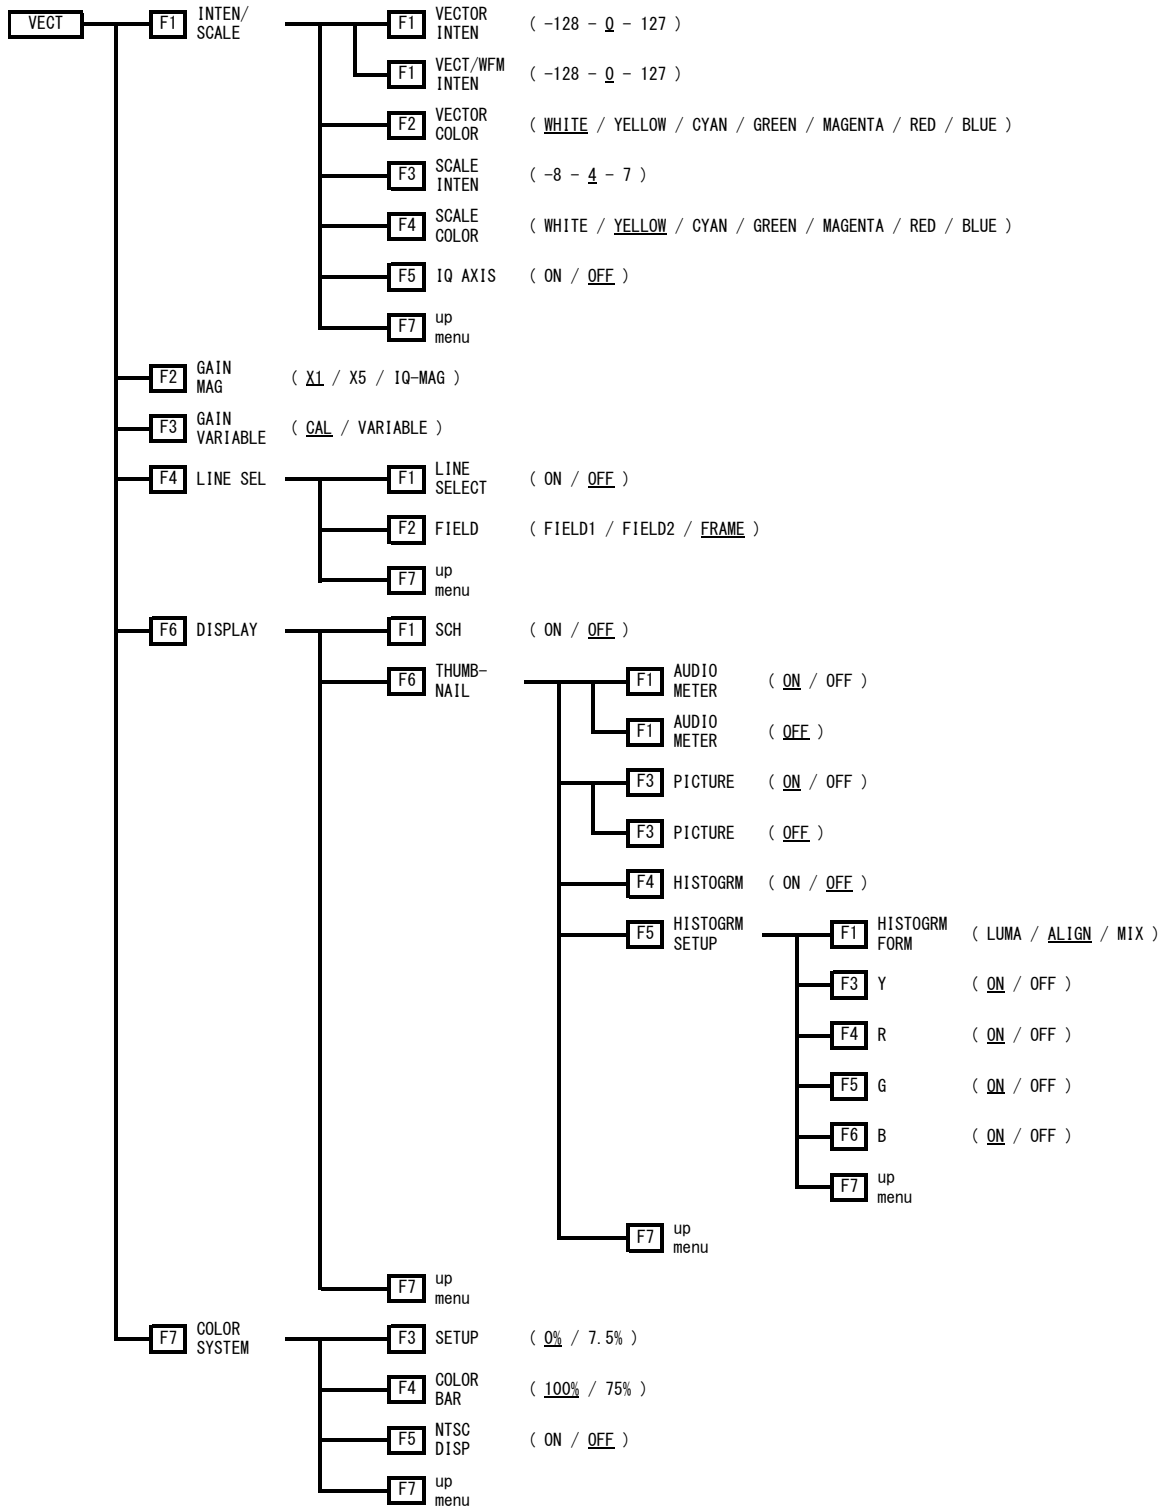 VECT F1 INTEN/ SCALE F1 VECTOR INTEN ( -128 - 0 - 127 )
F1 VECT/WFM INTEN ( -128 - 0 - 127 )
F2 VECTOR COLOR ( WHITE / YELLOW / CYAN / GREEN / MAGENTA / RED / BLUE )
F3 SCALE INTEN ( -8 - 4 - 7 )
F4 SCALE COLOR ( WHITE / YELLOW / CYAN / GREEN / MAGENTA / RED / BLUE )
F5 IQ AXIS ( ON / OFF )
F7 up menu
F2 GAIN MAG ( X1 / X5 / IQ-MAG )
F3 GAIN VARIABLE ( CAL / VARIABLE )
F4 LINE SEL F1 LINE SELECT ( ON / OFF )
F2 FIELD ( FIELD1 / FIELD2 / FRAME )
F7 up menu
F6 DISPLAY F1 SCH ( ON / OFF )
F6 THUMB- NAIL F1 AUDIO METER ( ON / OFF )
F1 AUDIO METER ( OFF )
F3 PICTURE ( ON / OFF )
F3 PICTURE ( OFF )
F4 HISTOGRM ( ON / OFF )
F5 HISTOGRM SETUP F1 HISTOGRM FORM ( LUMA / ALIGN / MIX )
F3 Y ( ON / OFF )
F4 R ( ON / OFF )
F5 G ( ON / OFF )
F6 B ( ON / OFF )
F7 up menu
F7 up menu
F7 up menu
F7 COLOR SYSTEM F3 SETUP ( 0% / 7.5% )
F4 COLOR BAR ( 100% / 75% )
F5 NTSC DISP ( ON / OFF )
F7 up menu